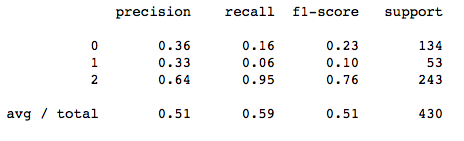 precision recall f1-score support
0 0.36 0.16 0.23 134
1 0.33 0.06 0.10 53
2 0.64 0.95 0.76 243
avg / total 0.51 0.59 0.51 430